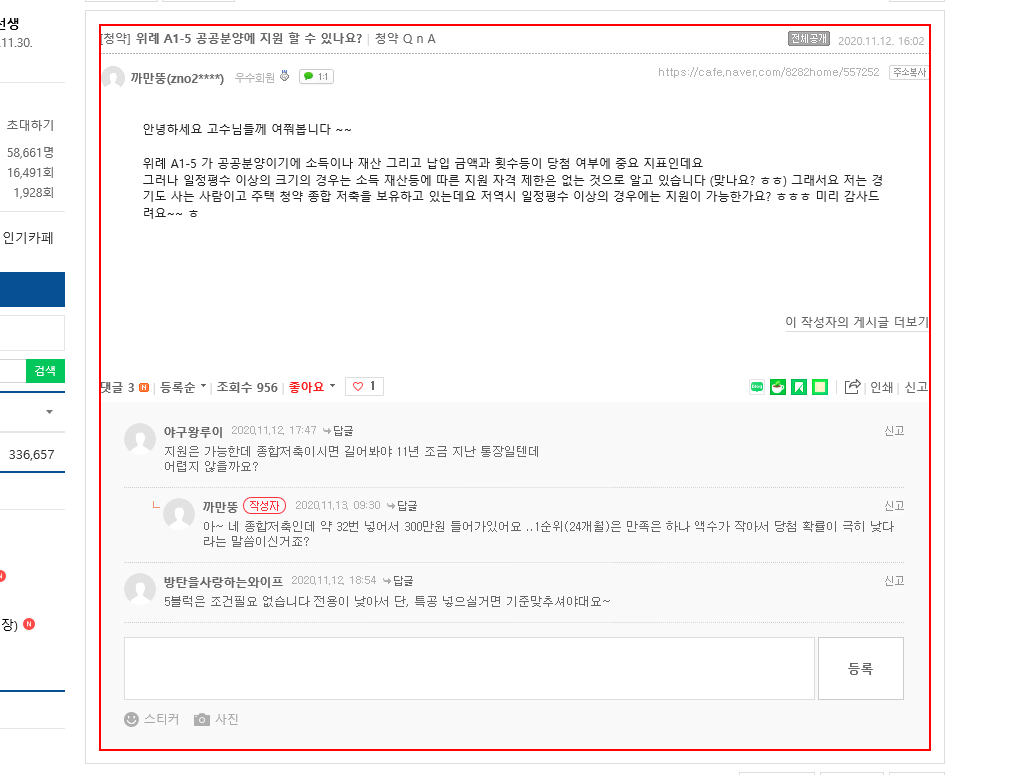 선생
.11.30.
초대하기
58,661명
16,491회
1,928회
인기카페
검색
336,657
장) N
[청약] 위례 A1-5 공공분양에 지원 할 수 있나요? | 청약 Q n A
전체공개 2020.11.12. 16:02
까만뚱(zno2****) 우수회원 1:1
https://cafe.naver.com/8282home/557252 주소복사
안녕하세요 고수님들께 여쭤봅니다 ~~
위례 A1-5 가 공공분양이기에 소득이나 재산 그리고 납입 금액과 횟수등이 당첨 여부에 중요 지표인데요
그러나 일정평수 이상의 크기의 경우는 소득 재산등에 따른 지원 자격 제한은 없는 것으로 알고 있습니다 (맞나요? ㅎㅎ) 그래서요 저는 경
기도 사는 사람이고 주택 청약 종합 저축을 보유하고 있는데요 저역시 일정평수 이상의 경우에는 지원이 가능한가요? ㅎㅎㅎ 미리 감사드
려요~~ ㅎ
이 작성자의 게시글 더보기
댓글 3 N | 등록순 | 조회수 956 | 좋아요 1
blog | 인쇄 | 신고
야구왕루이 2020.11.12. 17:47 답글 신고
지원은 가능한데 종합저축이시면 길어봐야 11년 조금 지난 통장일텐데
어렵지 않을까요?
까만뚱 작성자 2020.11.13. 09:30 답글 신고
아~ 네 종합저축인데 약 32번 넣어서 300만원 들어가있어요 ..1순위(24개월)은 만족은 하나 액수가 작아서 당첨 확률이 극히 낮다
라는 말씀이신거죠?
방탄을사랑하는와이프 2020.11.12. 18:54 답글 신고
5블럭은 조건필요 없습니다 전용이 낮아서 단, 특공 넣으실거면 기준맞추셔야대요~
등록
스티커 사진